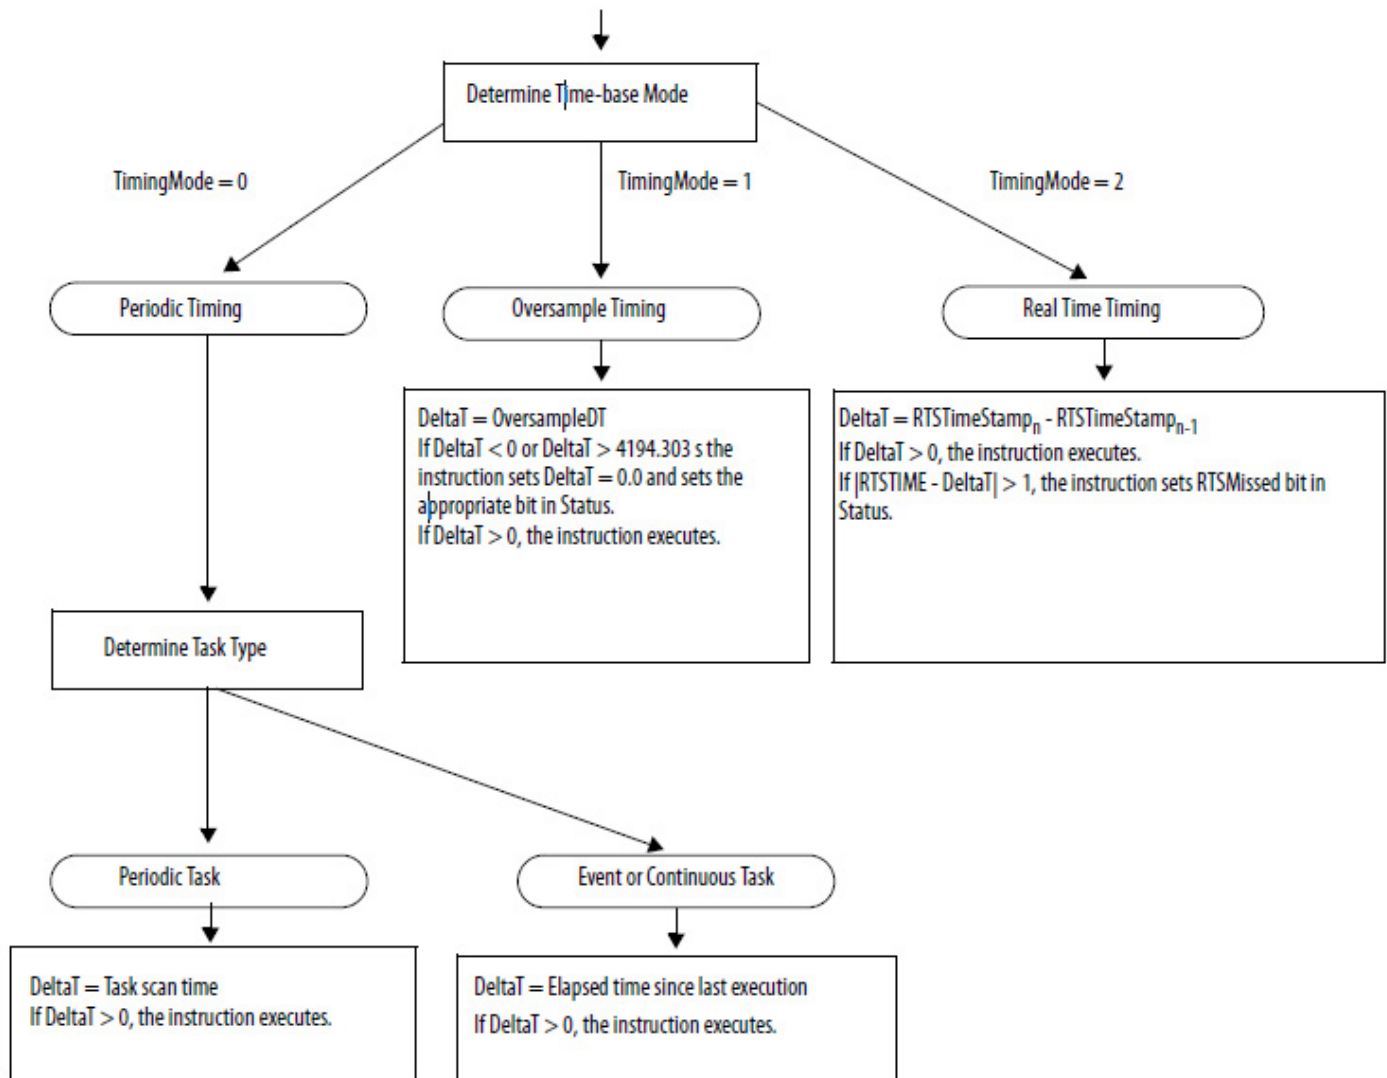 Determine Time-base Mode
TimingMode = 0
TimingMode = 1
TimingMode = 2
Periodic Timing
Oversample Timing
Real Time Timing
DeltaT = OversampleDT
If DeltaT < 0 or DeltaT > 4194.303 s the
instruction sets DeltaT = 0.0 and sets the
appropriate bit in Status.
If DeltaT > 0, the instruction executes.
DeltaT = RTSTimeStampn - RTSTimeStampn-1
If DeltaT > 0, the instruction executes.
If |RTSTIME - DeltaT| > 1, the instruction sets RTSMissed bit in
Status.
Determine Task Type
Periodic Task
Event or Continuous Task
DeltaT = Task scan time
If DeltaT > 0, the instruction executes.
DeltaT = Elapsed time since last execution
If DeltaT > 0, the instruction executes.